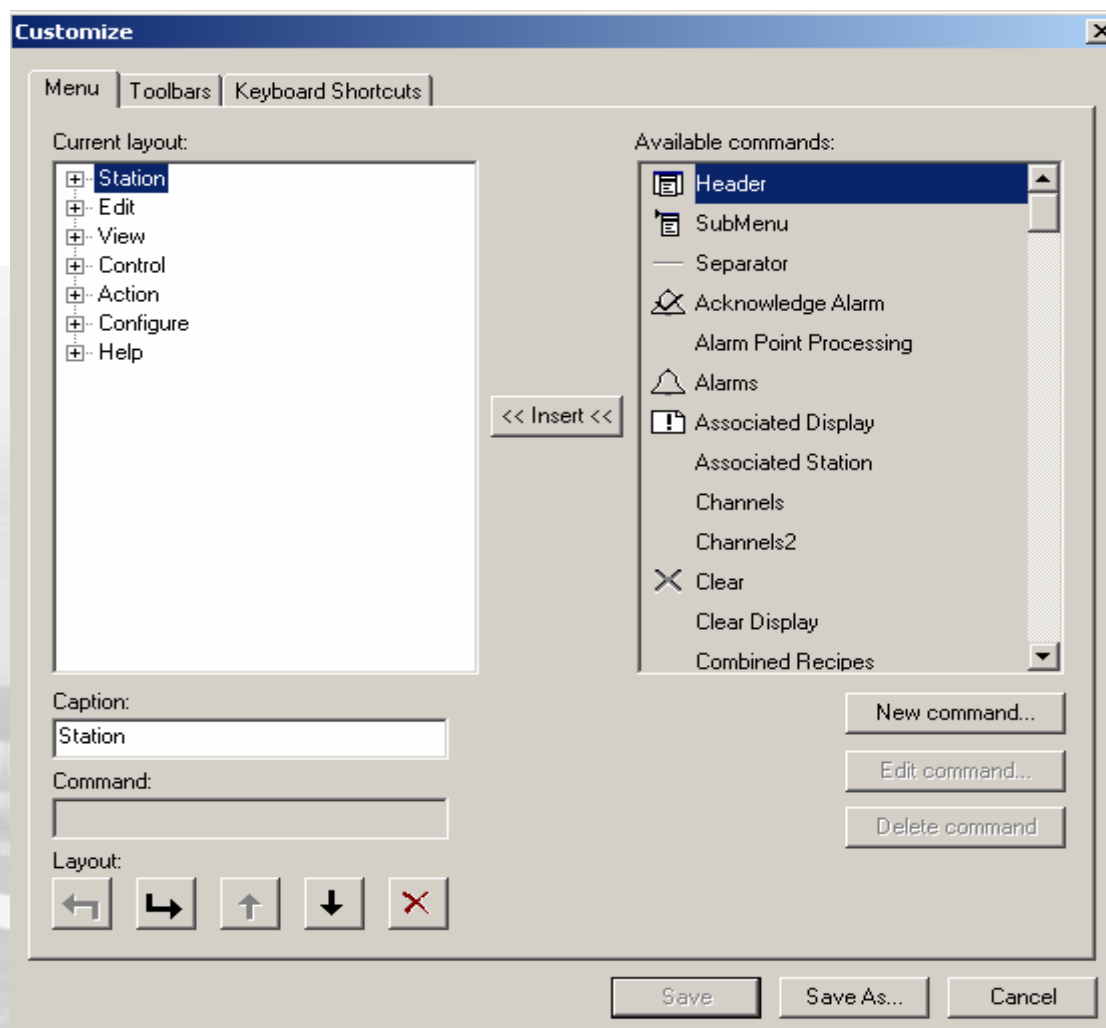 Customize
Menu
Toolbars
Keyboard Shortcuts
Current layout:
Station
Edit
View
Control
Action
Configure
Help
<< Insert <<
Available commands:
Header
SubMenu
Separator
Acknowledge Alarm
Alarm Point Processing
Alarms
Associated Display
Associated Station
Channels
Channels2
Clear
Clear Display
Combined Recipes
Caption:
Station
Command:
Layout:
New command...
Edit command...
Delete command
Save
Save As...
Cancel